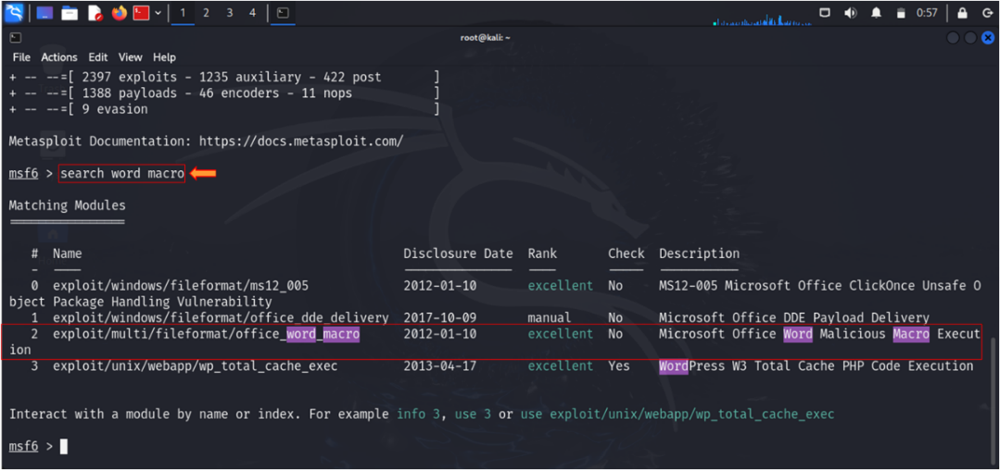 1 2 3 4 0:57
root@kali: ~
File Actions Edit View Help
+ -- --=[ 2397 exploits - 1235 auxiliary - 422 post ]
+ -- --=[ 1388 payloads - 46 encoders - 11 nops ]
+ -- --=[ 9 evasion ]
Metasploit Documentation: https://docs.metasploit.com/
msf6 > search word macro
Matching Modules
================
# Name Disclosure Date Rank Check Description
- ---- --------------- ---- ----- -----------
0 exploit/windows/fileformat/ms12_005 2012-01-10 excellent No MS12-005 Microsoft Office ClickOnce Unsafe O
bject Package Handling Vulnerability
1 exploit/windows/fileformat/office_dde_delivery 2017-10-09 manual No Microsoft Office DDE Payload Delivery
2 exploit/multi/fileformat/office_word_macro 2012-01-10 excellent No Microsoft Office Word Malicious Macro Execut
ion
3 exploit/unix/webapp/wp_total_cache_exec 2013-04-17 excellent Yes WordPress W3 Total Cache PHP Code Execution
Interact with a module by name or index. For example info 3, use 3 or use exploit/unix/webapp/wp_total_cache_exec
msf6 >